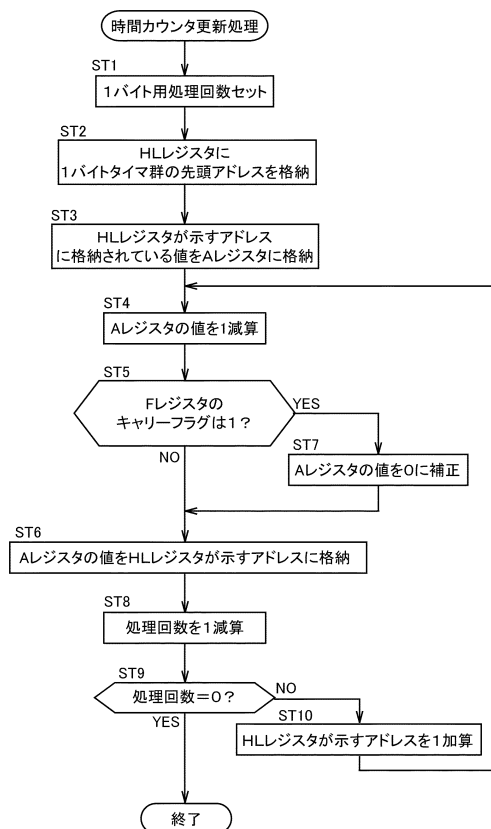 時間カウンタ更新処理
ST1
1バイト用処理回数セット
ST2
HLレジスタに
1バイトタイマ群の先頭アドレスを格納
ST3
HLレジスタが示すアドレス
に格納されている値をAレジスタに格納
ST4
Aレジスタの値を1減算
ST5
Fレジスタの
キャリーフラグは1?
YES
NO
ST7
Aレジスタの値を0に補正
ST6
Aレジスタの値をHLレジスタが示すアドレスに格納
ST8
処理回数を1減算
ST9
処理回数=0?
NO
YES
ST10
HLレジスタが示すアドレスを1加算
終了